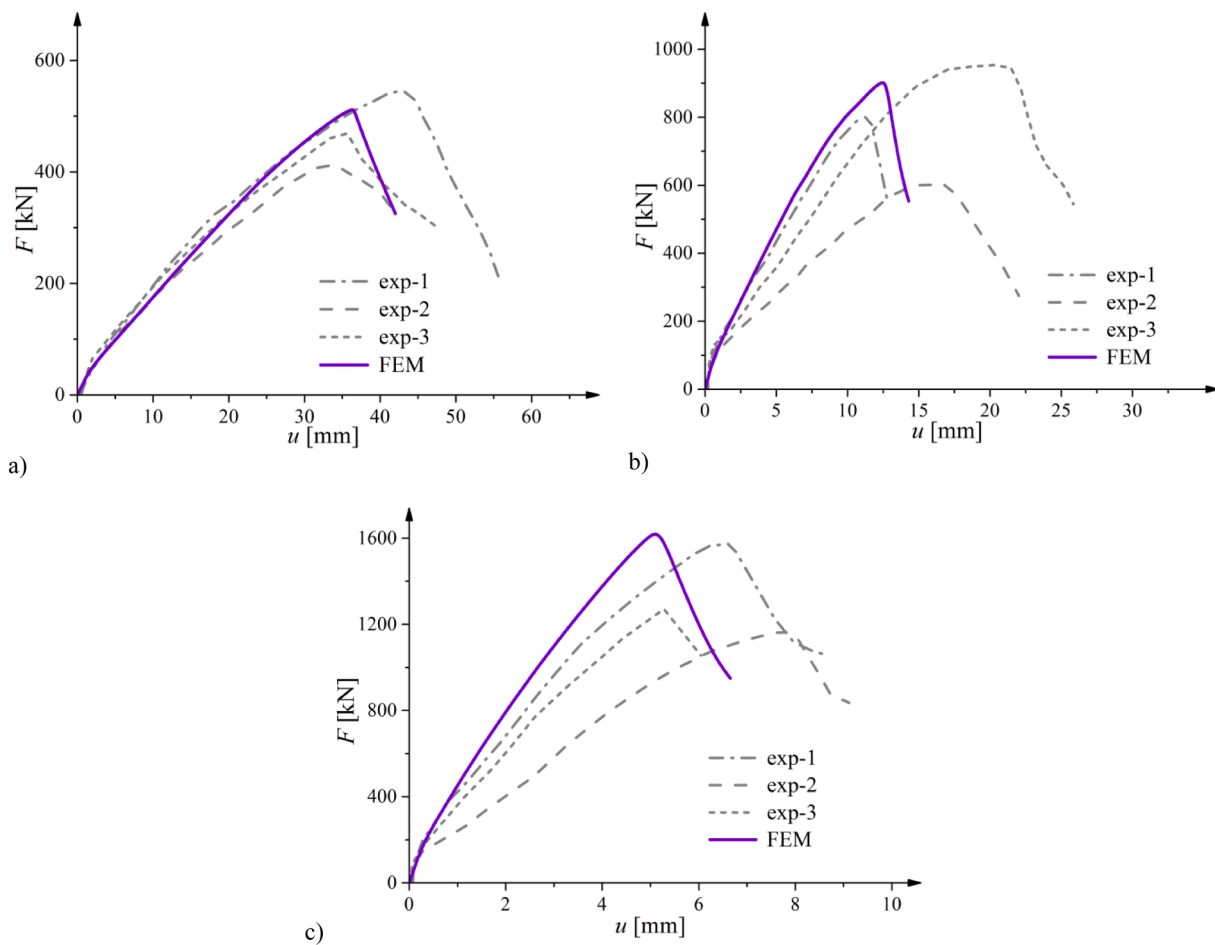 600
400
200
0
F [kN]
0 10 20 30 40 50 60
u [mm]
exp-1
exp-2
exp-3
FEM
a)
1000
800
600
400
200
0
F [kN]
0 5 10 15 20 25 30
u [mm]
exp-1
exp-2
exp-3
FEM
b)
1600
1200
800
400
0
F [kN]
0 2 4 6 8 10
u [mm]
exp-1
exp-2
exp-3
FEM
c)